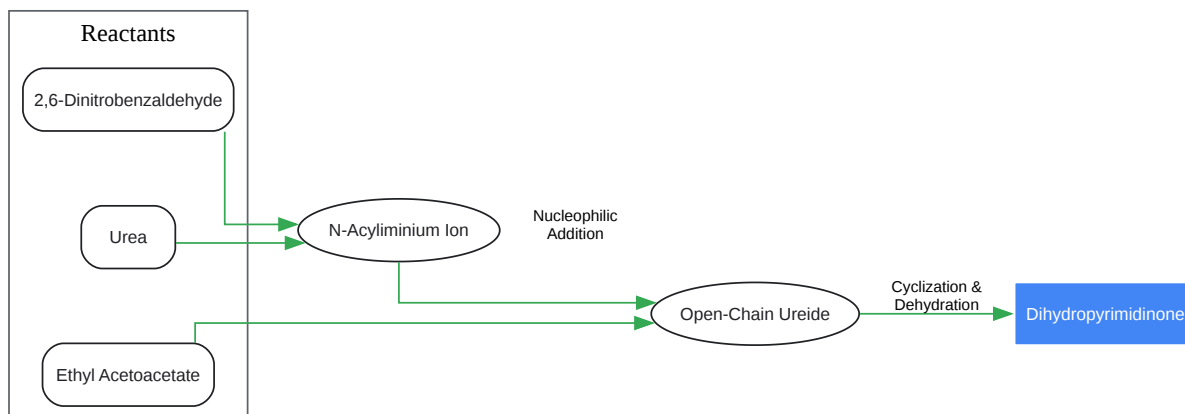 Reactants
2,6-Dinitrobenzaldehyde
Urea
Ethyl Acetoacetate
N-Acyliminium Ion
Nucleophilic
Addition
Open-Chain Ureide
Cyclization &
Dehydration
Dihydropyrimidinone